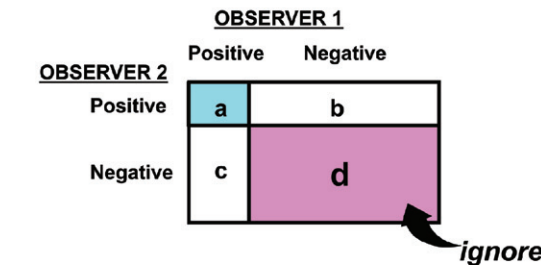 OBSERVER 1
Positive Negative
OBSERVER 2
Positive a b
Negative c d
ignore